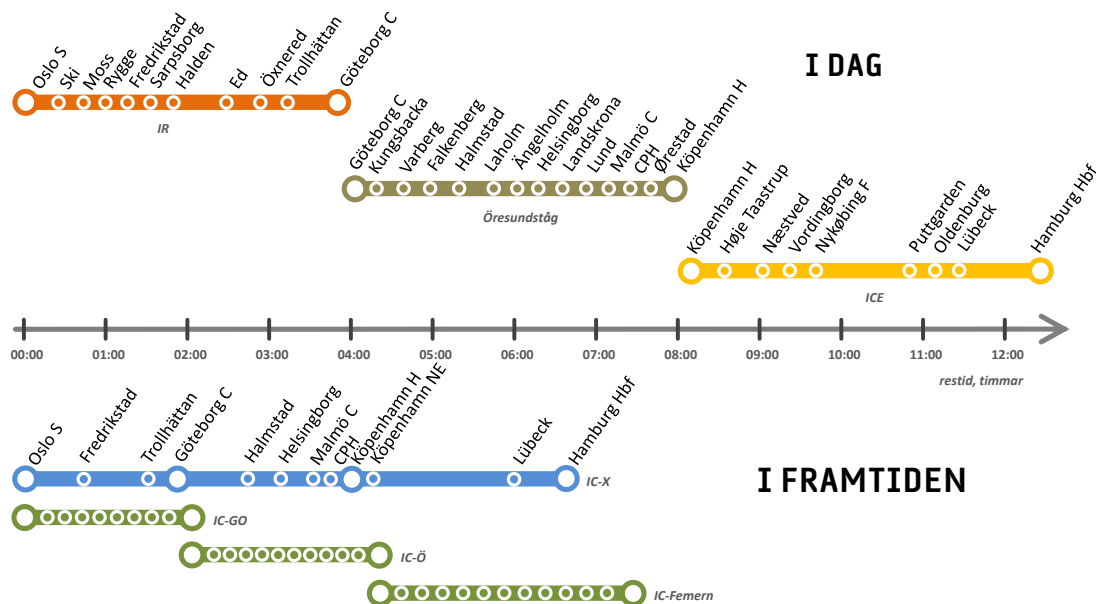 I DAG
Oslo S
Ski
Moss
Rygge
Fredrikstad
Sarpsborg
Halden
Ed
Öxnered
Trollhättan
Göteborg C
IR
Göteborg C
Kungsbacka
Varberg
Falkenberg
Halmstad
Laholm
Ängelholm
Helsingborg
Landskrona
Lund
Malmö C
CPH
Ørestad
Köpenhamn H
Öresundståg
Köpenhamn H
Høje Taastrup
Næstved
Vordingborg
Nykøbing F
Puttgarden
Oldenburg
Lübeck
Hamburg Hbf
ICE
00:00 01:00 02:00 03:00 04:00 05:00 06:00 07:00 08:00 09:00 10:00 11:00 12:00
restid, timmar
Oslo S
Fredrikstad
Trollhättan
Göteborg C
Halmstad
Helsingborg
Malmö C
CPH
Köpenhamn H
Köpenhamn NE
Lübeck
Hamburg Hbf
IC-X
I FRAMTIDEN
IC-GO
IC-Ö
IC-Femern